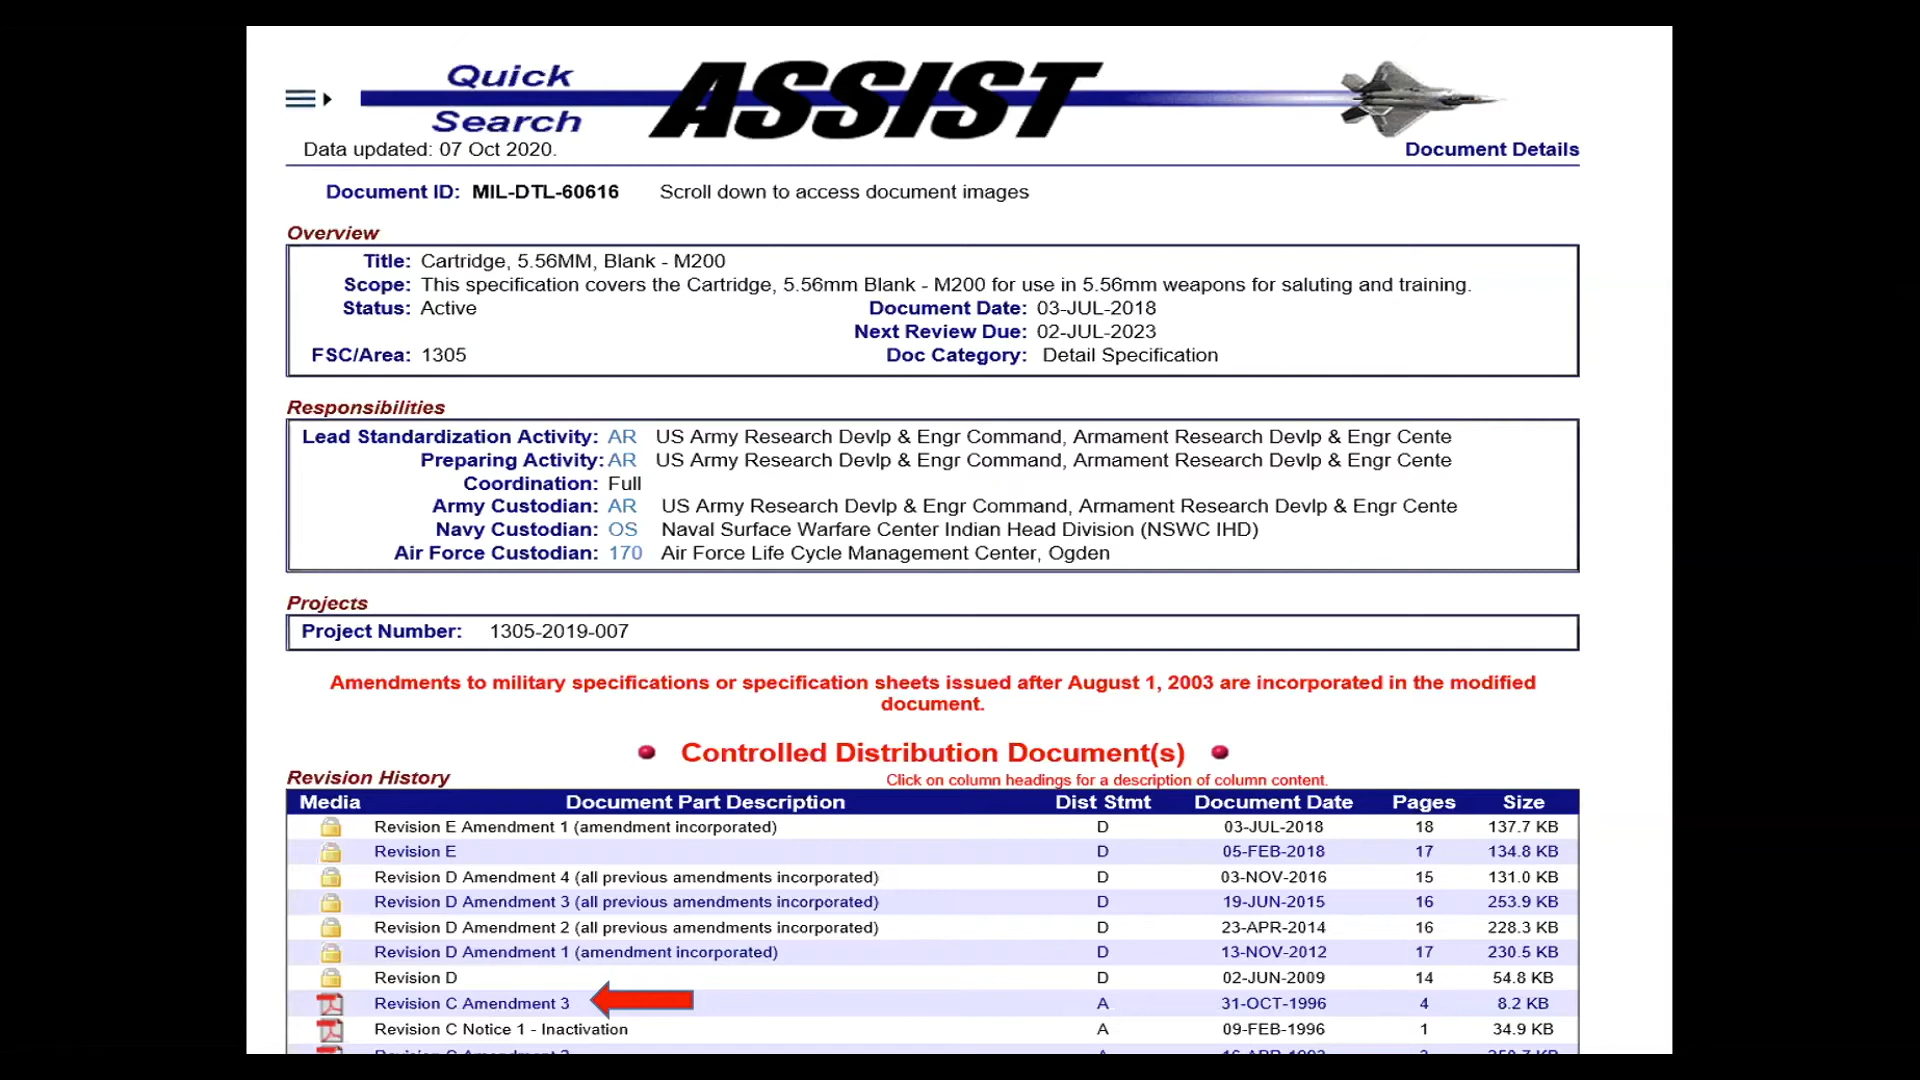 Quick
Search
ASSIST
Data updated: 07 Oct 2020.
Document Details
Document ID: MIL-DTL-60616 Scroll down to access document images
Overview
Title: Cartridge, 5.56MM, Blank - M200
Scope: This specification covers the Cartridge, 5.56mm Blank - M200 for use in 5.56mm weapons for saluting and training.
Status: Active Document Date: 03-JUL-2018
Next Review Due: 02-JUL-2023
FSC/Area: 1305 Doc Category: Detail Specification
Responsibilities
Lead Standardization Activity: AR US Army Research Devlp & Engr Command, Armament Research Devlp & Engr Cente
Preparing Activity: AR US Army Research Devlp & Engr Command, Armament Research Devlp & Engr Cente
Coordination: Full
Army Custodian: AR US Army Research Devlp & Engr Command, Armament Research Devlp & Engr Cente
Navy Custodian: OS Naval Surface Warfare Center Indian Head Division (NSWC IHD)
Air Force Custodian: 170 Air Force Life Cycle Management Center, Ogden
Projects
Project Number: 1305-2019-007
Amendments to military specifications or specification sheets issued after August 1, 2003 are incorporated in the modified
document.
Controlled Distribution Document(s)
Revision History Click on column headings for a description of column content.
Media Document Part Description Dist Stmt Document Date Pages Size
Revision E Amendment 1 (amendment incorporated) D 03-JUL-2018 18 137.7 KB
Revision E D 05-FEB-2018 17 134.8 KB
Revision D Amendment 4 (all previous amendments incorporated) D 03-NOV-2016 15 131.0 KB
Revision D Amendment 3 (all previous amendments incorporated) D 19-JUN-2015 16 253.9 KB
Revision D Amendment 2 (all previous amendments incorporated) D 23-APR-2014 16 228.3 KB
Revision D Amendment 1 (amendment incorporated) D 13-NOV-2012 17 230.5 KB
Revision D D 02-JUN-2009 14 54.8 KB
Revision C Amendment 3 A 31-OCT-1996 4 8.2 KB
Revision C Notice 1 - Inactivation A 09-FEB-1996 1 34.9 KB